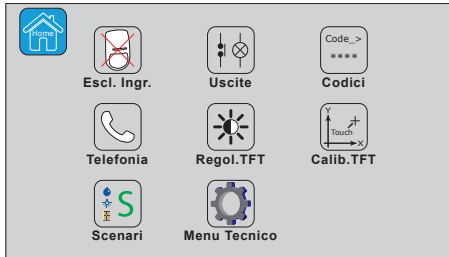 Home
Code_>
****
Escl. Ingr.
Uscite
Codici
Y
Touch
X
Telefonia
Regol.TFT
Calib.TFT
S
Scenari
Menu Tecnico